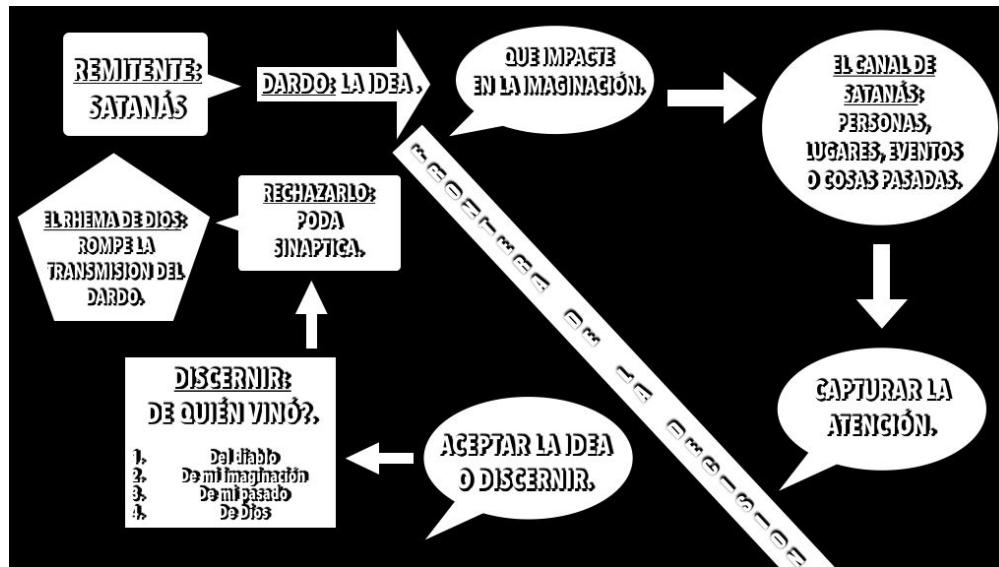 REMITENTE:
SATANÁS
DARDO: LA IDEA .
QUE IMPACTE
EN LA IMAGINACIÓN.
EL CANAL DE
SATANÁS:
PERSONAS,
LUGARES, EVENTOS
O COSAS PASADAS.
CAPTURAR LA
ATENCIÓN.
FRONTERA DE LA DECISION
ACEPTAR LA IDEA
O DISCERNIR.
DISCERNIR:
DE QUIÉN VINÓ?.
1. Del diablo
2. De mi imaginación
3. De mi pasado
4. De Dios
RECHAZARLO:
PODA
SINAPTICA.
EL RHEMA DE DIOS:
ROMPE LA
TRANSMISION DEL
DARDO.